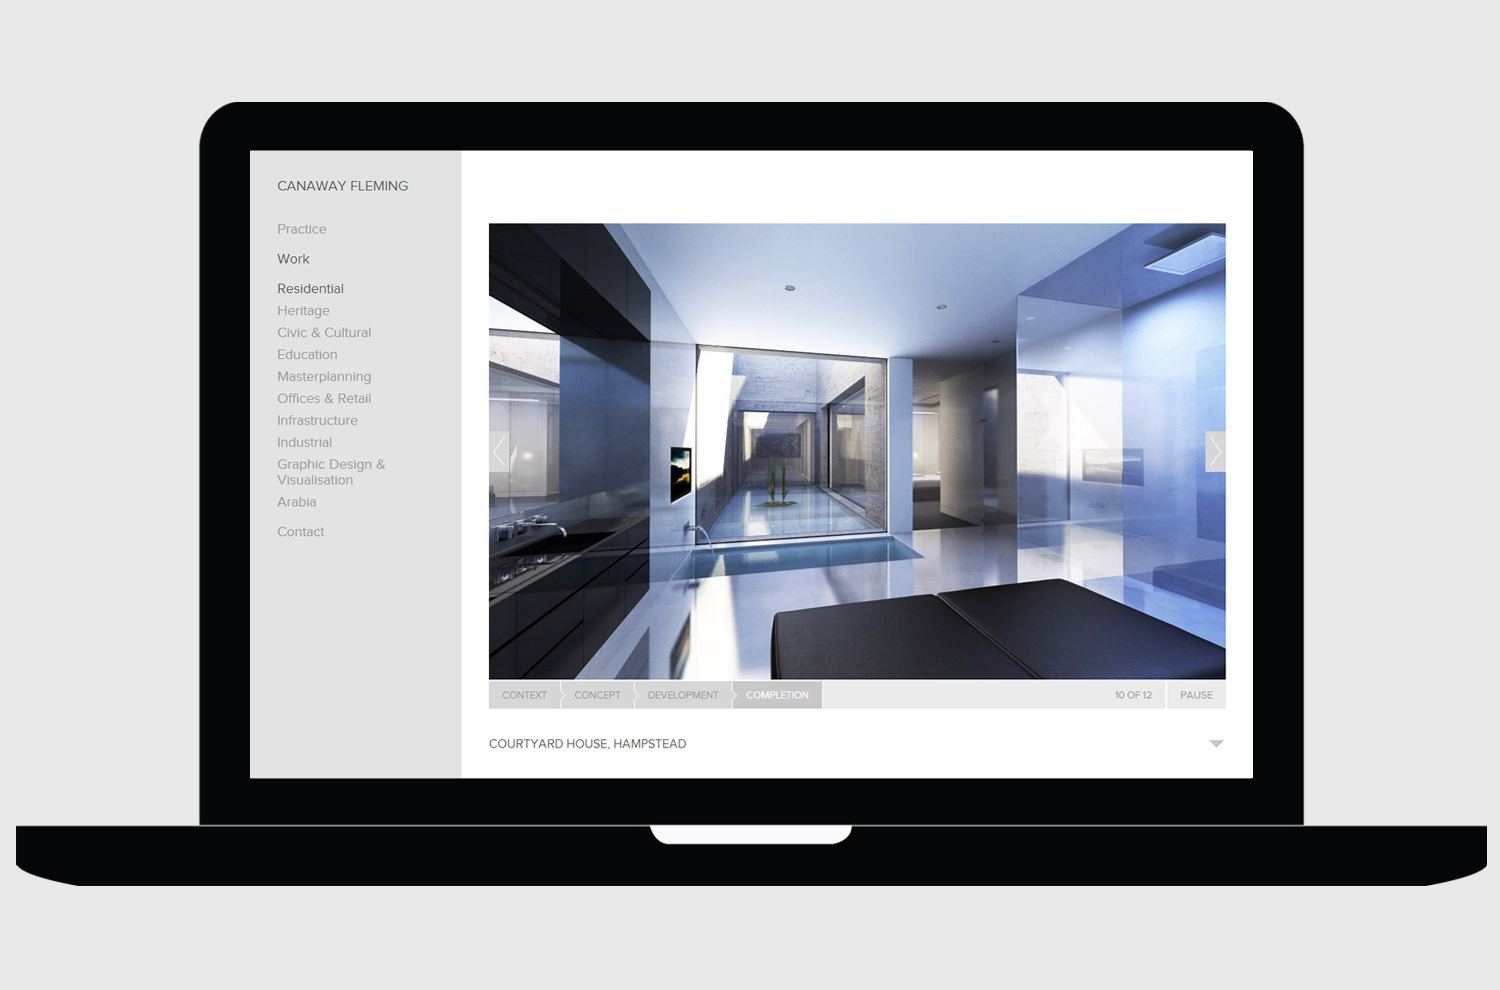 CANAWAY FLEMING
Practice
Work
Residential
Heritage
Civic & Cultural
Education
Masterplanning
Offices & Retail
Infrastructure
Industrial
Graphic Design &
Visualisation
Arabia
Contact
CONTEXT CONCEPT DEVELOPMENT COMPLETION 10 OF 12 PAUSE
COURTYARD HOUSE, HAMPSTEAD